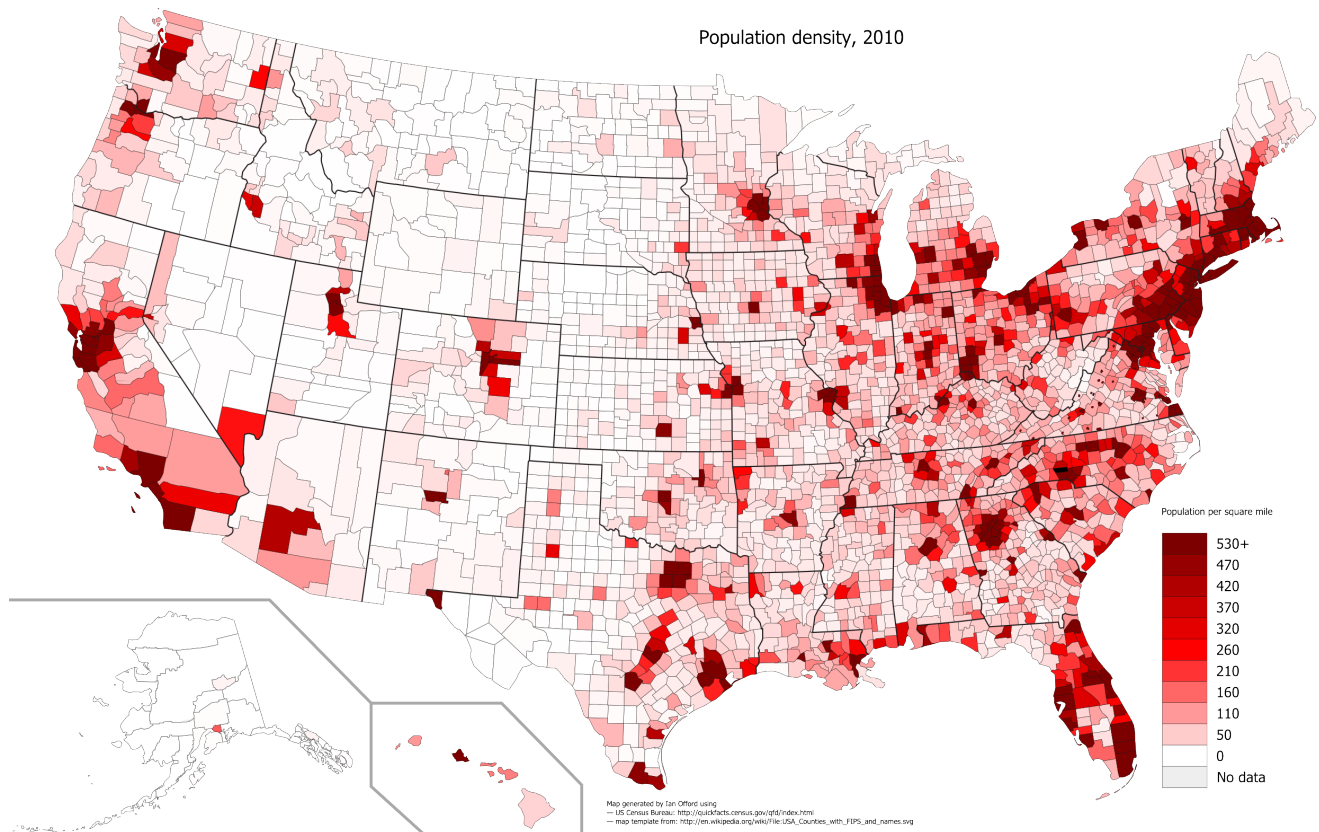 Population density, 2010
Population per square mile
530+
470
420
370
320
260
210
160
110
50
0
No data
Map generated by Ian Offord using
— US Census Bureau: http://quickfacts.census.gov/qfd/index.html
— map template from: http://en.wikipedia.org/wiki/File:USA_Counties_with_FIPS_and_names.svg